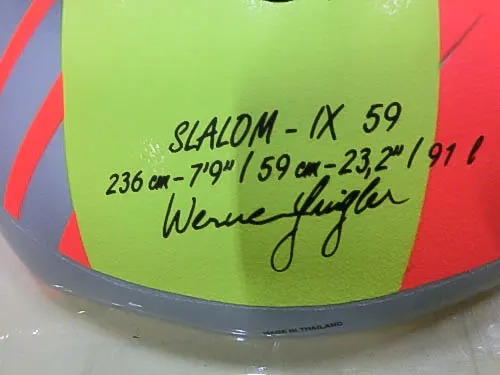 SLALOM - IX 59
236 cm - 7'9" / 59 cm - 23,2" / 91 l
Werner Gnigler
MADE IN THAILAND